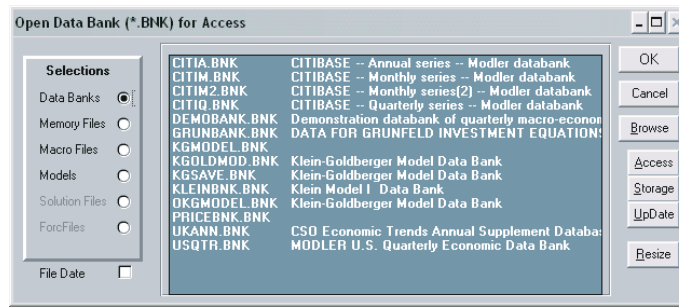 Open Data Bank (*.BNK) for Access
Selections
Data Banks
Memory Files
Macro Files
Models
Solution Files
ForcFiles
File Date
CITIA.BNK CITIBASE -- Annual series -- Modler databank
CITIM.BNK CITIBASE -- Monthly series -- Modler databank
CITIM2.BNK CITIBASE -- Monthly series(2) -- Modler databank
CITIQ.BNK CITIBASE -- Quarterly series -- Modler databank
DEMOBANK.BNK Demonstration databank of quarterly macro-econom
GRUNBANK.BNK DATA FOR GRUNFELD INVESTMENT EQUATIONS
KGMODEL.BNK
KGOLDMOD.BNK Klein-Goldberger Model Data Bank
KGSAVE.BNK Klein-Goldberger Model Data Bank
KLEINBNK.BNK Klein Model I Data Bank
OKGMODEL.BNK Klein-Goldberger Model Data Bank
PRICEBNK.BNK
UKANN.BNK CSO Economic Trends Annual Supplement Databa
USQTR.BNK MODLER U.S. Quarterly Economic Data Bank
OK
Cancel
Browse
Access
Storage
UpDate
Resize